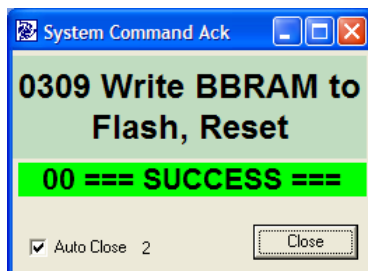 System Command Ack
0309 Write BBRAM to
Flash, Reset
00 === SUCCESS ===
Auto Close 2
Close